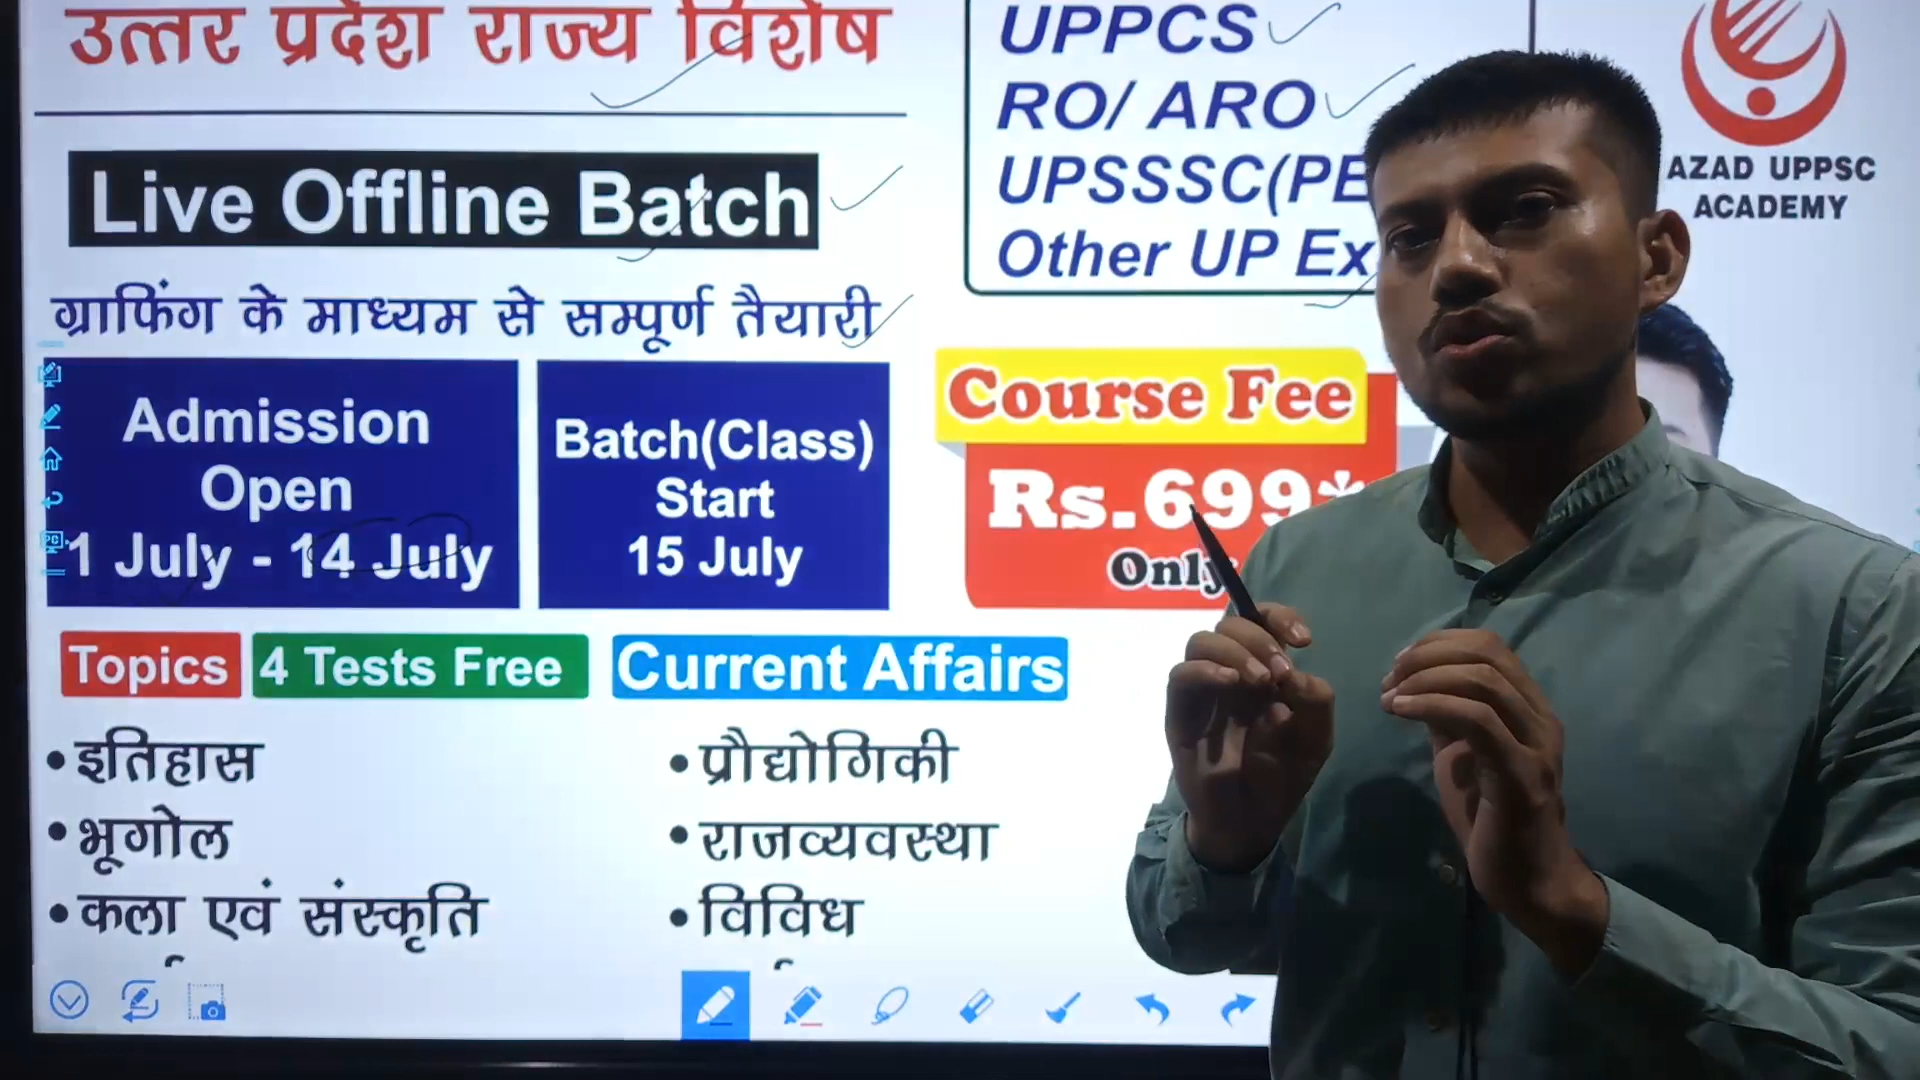 उत्तर प्रदेश राज्य विशेष
Live Offline Batch
ग्राफिंग के माध्यम से सम्पूर्ण तैयारी
Admission
Open
1 July - 14 July
Batch(Class)
Start
15 July
UPPCS
RO/ ARO
UPSSSC(PE
Other UP Ex
AZAD UPPSC
ACADEMY
Course Fee
Rs.699*
Only
Topics
4 Tests Free
Current Affairs
•इतिहास
•भूगोल
•कला एवं संस्कृति
•प्रौद्योगिकी
•राजव्यवस्था
•विविध
PC